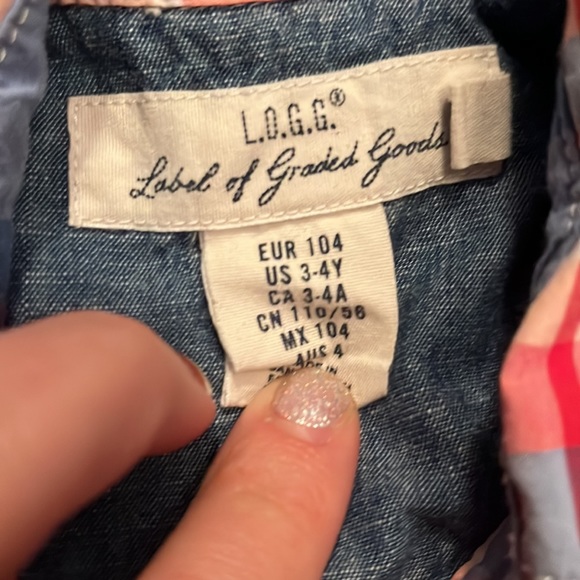 L.O.G.G.®
Label of Graded Goods
EUR 104
US 3-4Y
CA 3-4A
CN 110/56
MX 104
AUS 4